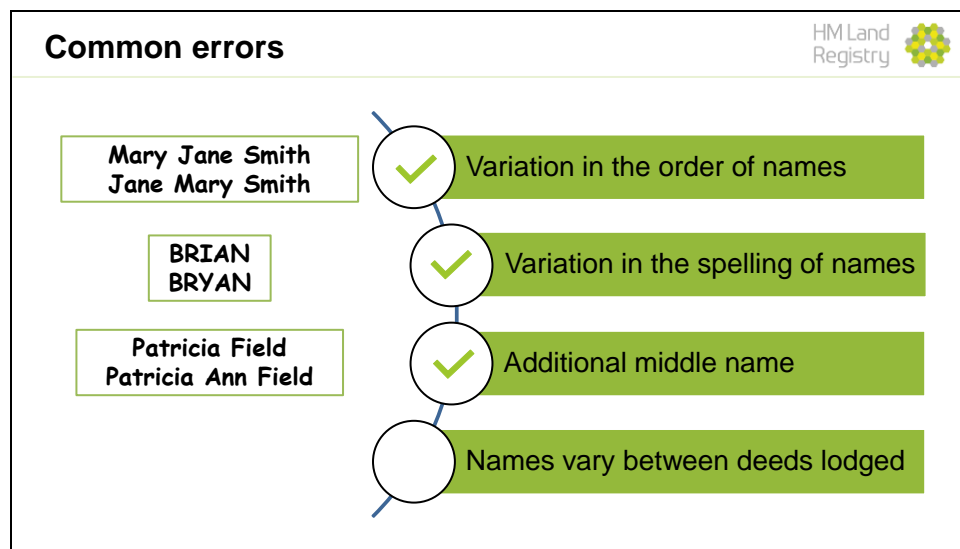 Common errors
HM Land
Registry
Mary Jane Smith
Jane Mary Smith
Variation in the order of names
BRIAN
BRYAN
Variation in the spelling of names
Patricia Field
Patricia Ann Field
Additional middle name
Names vary between deeds lodged